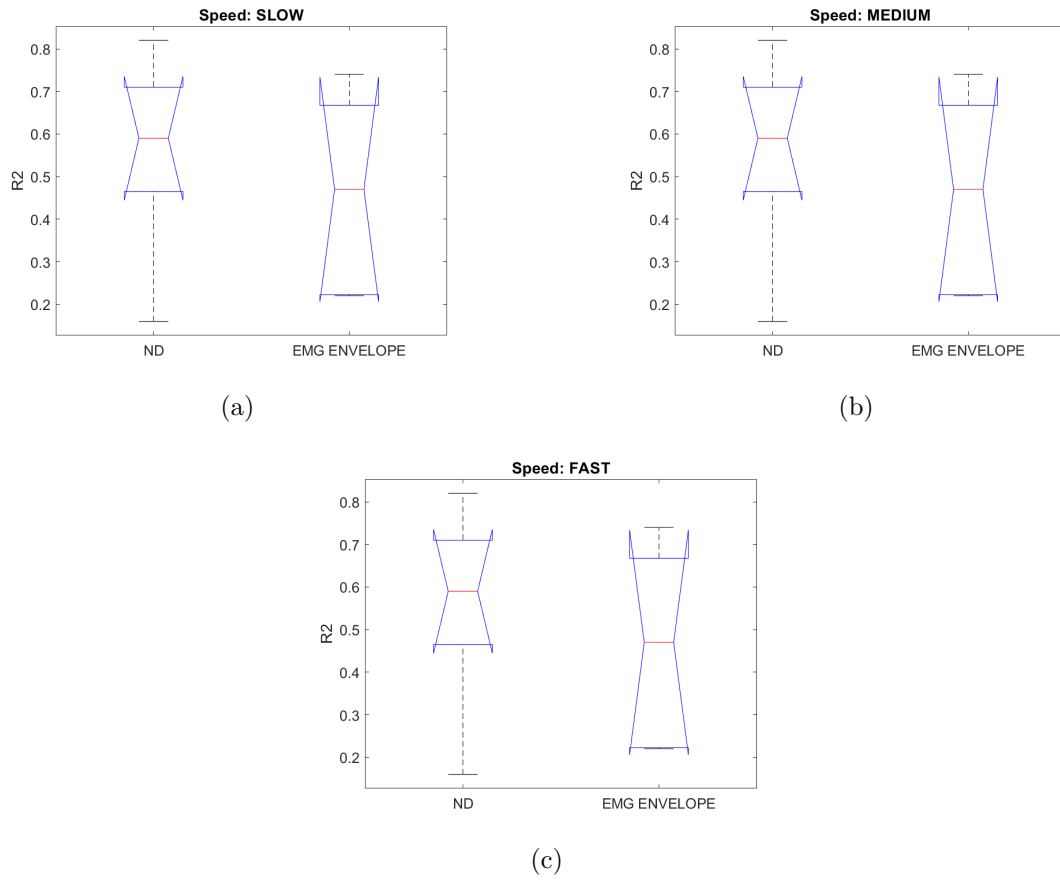 Speed: SLOW
0.8
0.7
0.6
0.5
0.4
0.3
0.2
R2
ND EMG ENVELOPE
(a)
Speed: MEDIUM
0.8
0.7
0.6
0.5
0.4
0.3
0.2
R2
ND EMG ENVELOPE
(b)
Speed: FAST
0.8
0.7
0.6
0.5
0.4
0.3
0.2
R2
ND EMG ENVELOPE
(c)